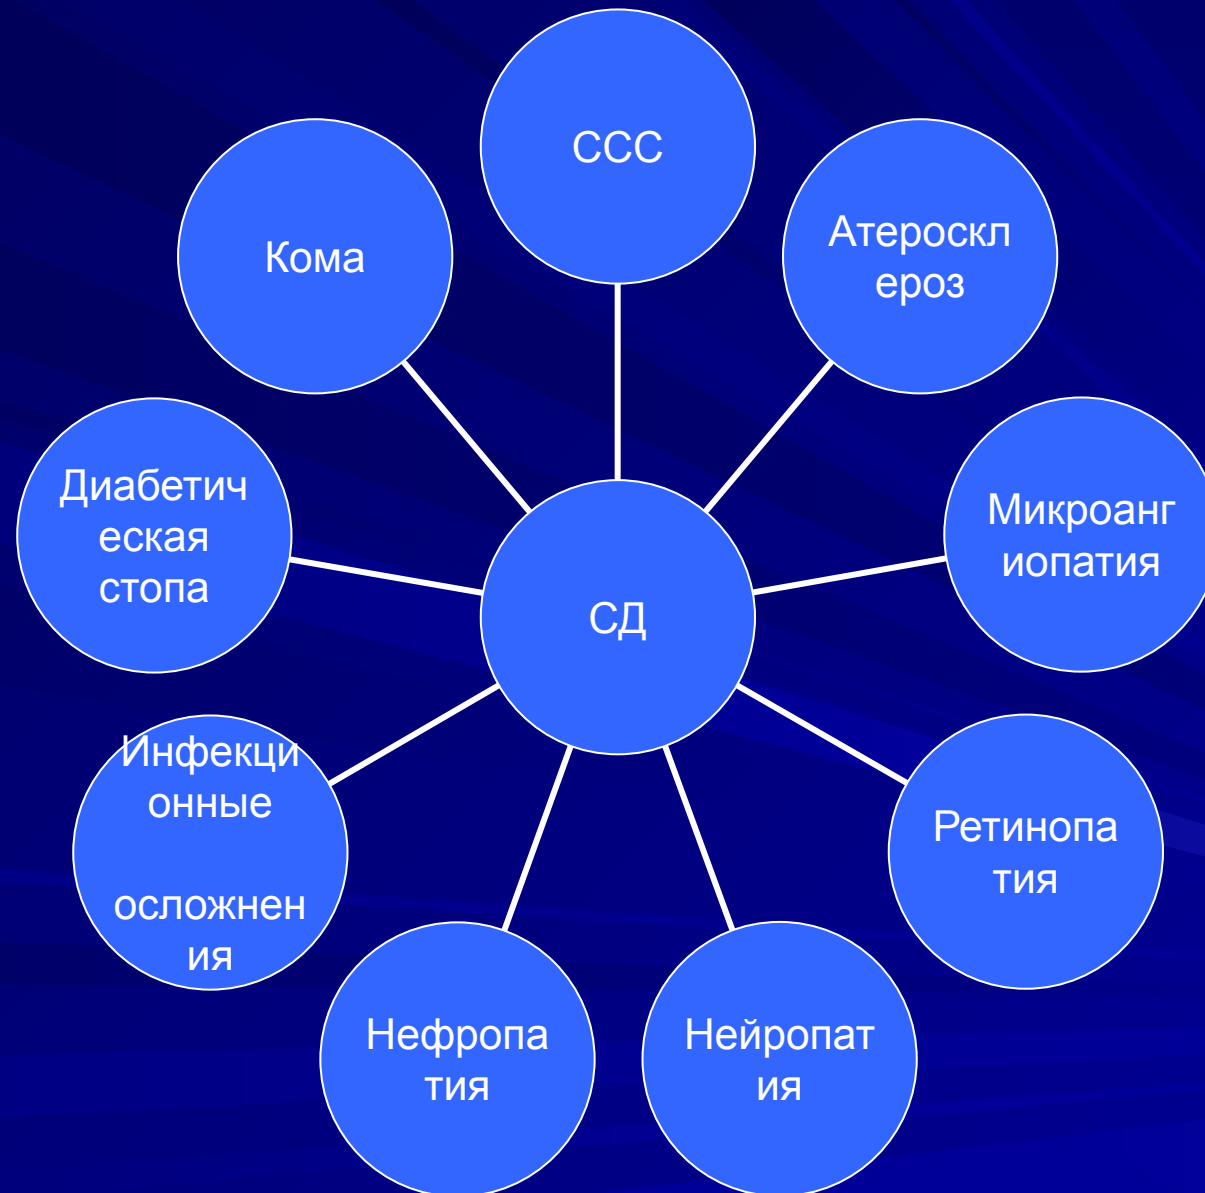 ССС
Атероскл
ероз
Микроанг
иопатия
Ретинопа
тия
Нейропат
ия
Нефропа
тия
Инфекци
онные
осложнен
ия
Диабетич
еская
стопа
Кома
СД